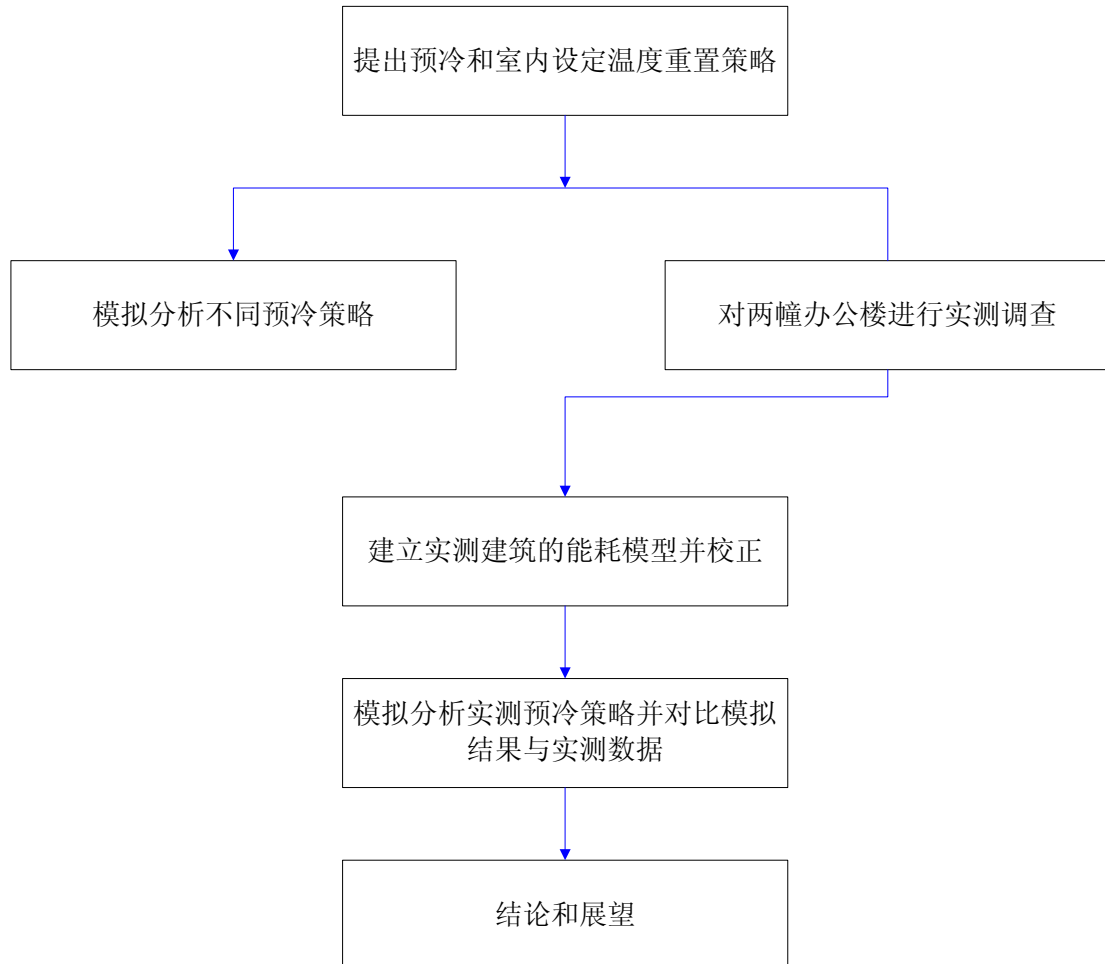 提出预冷和室内设定温度重置策略
模拟分析不同预冷策略
对两幢办公楼进行实测调查
建立实测建筑的能耗模型并校正
模拟分析实测预冷策略并对比模拟
结果与实测数据
结论和展望